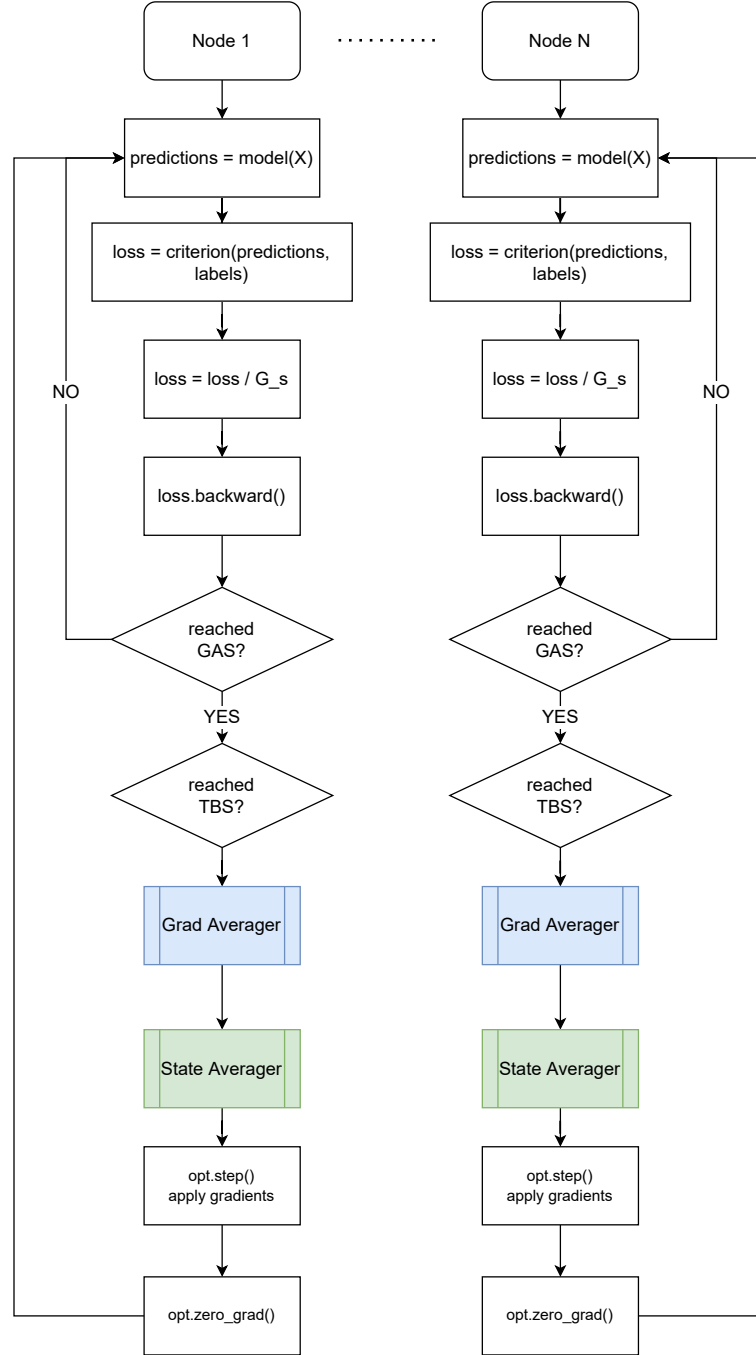 Node 1
predictions = model(X)
loss = criterion(predictions,
labels)
loss = loss / G_s
NO
loss.backward()
reached
GAS?
YES
reached
TBS?
Grad Averager
State Averager
opt.step()
apply gradients
opt.zero_grad()
Node N
predictions = model(X)
loss = criterion(predictions,
labels)
loss = loss / G_s
NO
loss.backward()
reached
GAS?
YES
reached
TBS?
Grad Averager
State Averager
opt.step()
apply gradients
opt.zero_grad()